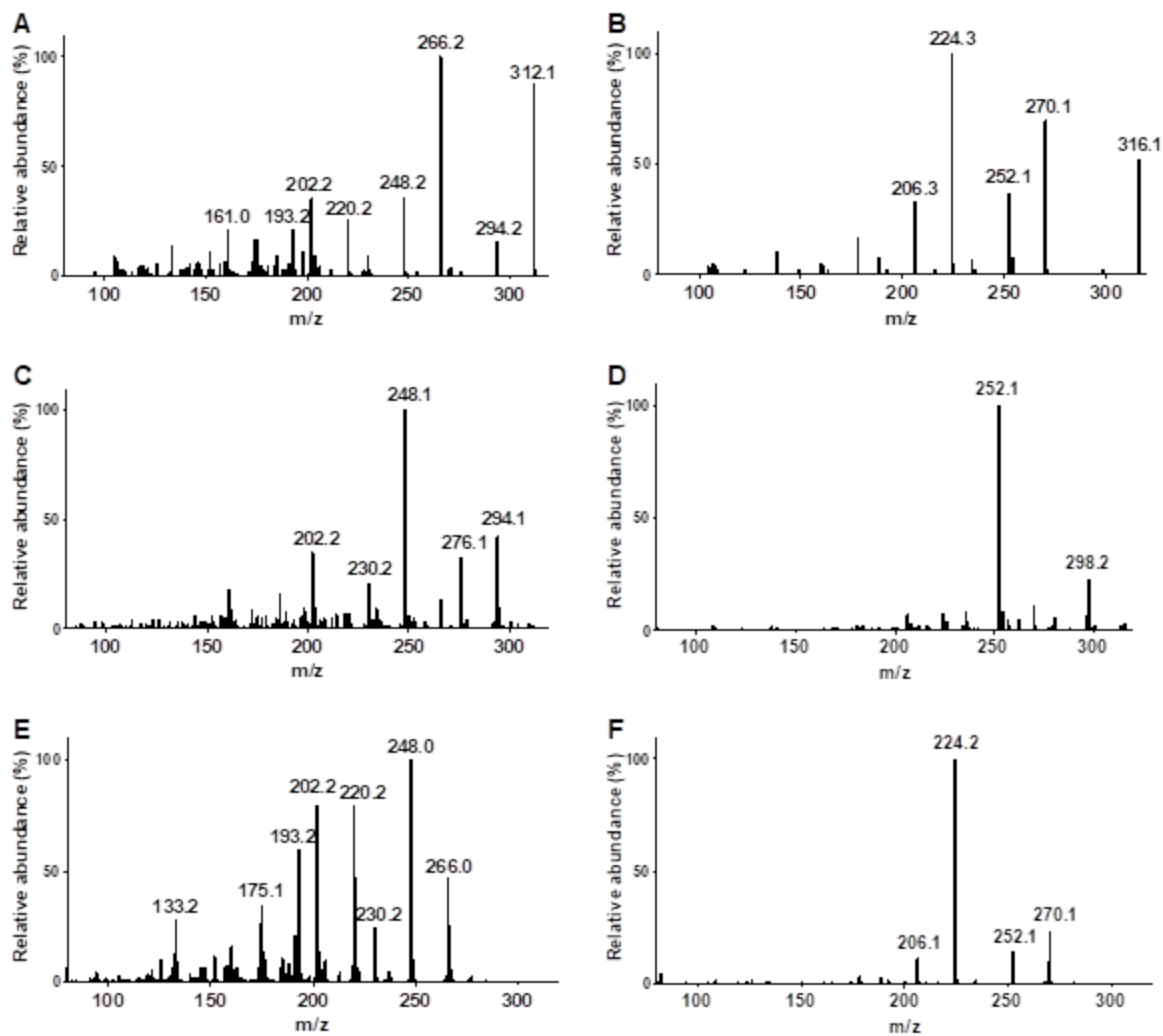 A
Relative abundance (%)
100
50
0
266.2
312.1
202.2
248.2
161.0
193.2
220.2
294.2
100 150 200 250 300
m/z
B
Relative abundance (%)
100
50
0
224.3
270.1
316.1
206.3
252.1
100 150 200 250 300
m/z
C
Relative abundance (%)
100
50
0
248.1
294.1
202.2
276.1
230.2
100 150 200 250 300
m/z
D
Relative abundance (%)
100
50
0
252.1
298.2
100 150 200 250 300
m/z
E
Relative abundance (%)
100
50
0
248.0
202.2
220.2
193.2
266.0
175.1
133.2
230.2
100 150 200 250 300
m/z
F
Relative abundance (%)
100
50
0
224.2
270.1
206.1
252.1
100 150 200 250 300
m/z